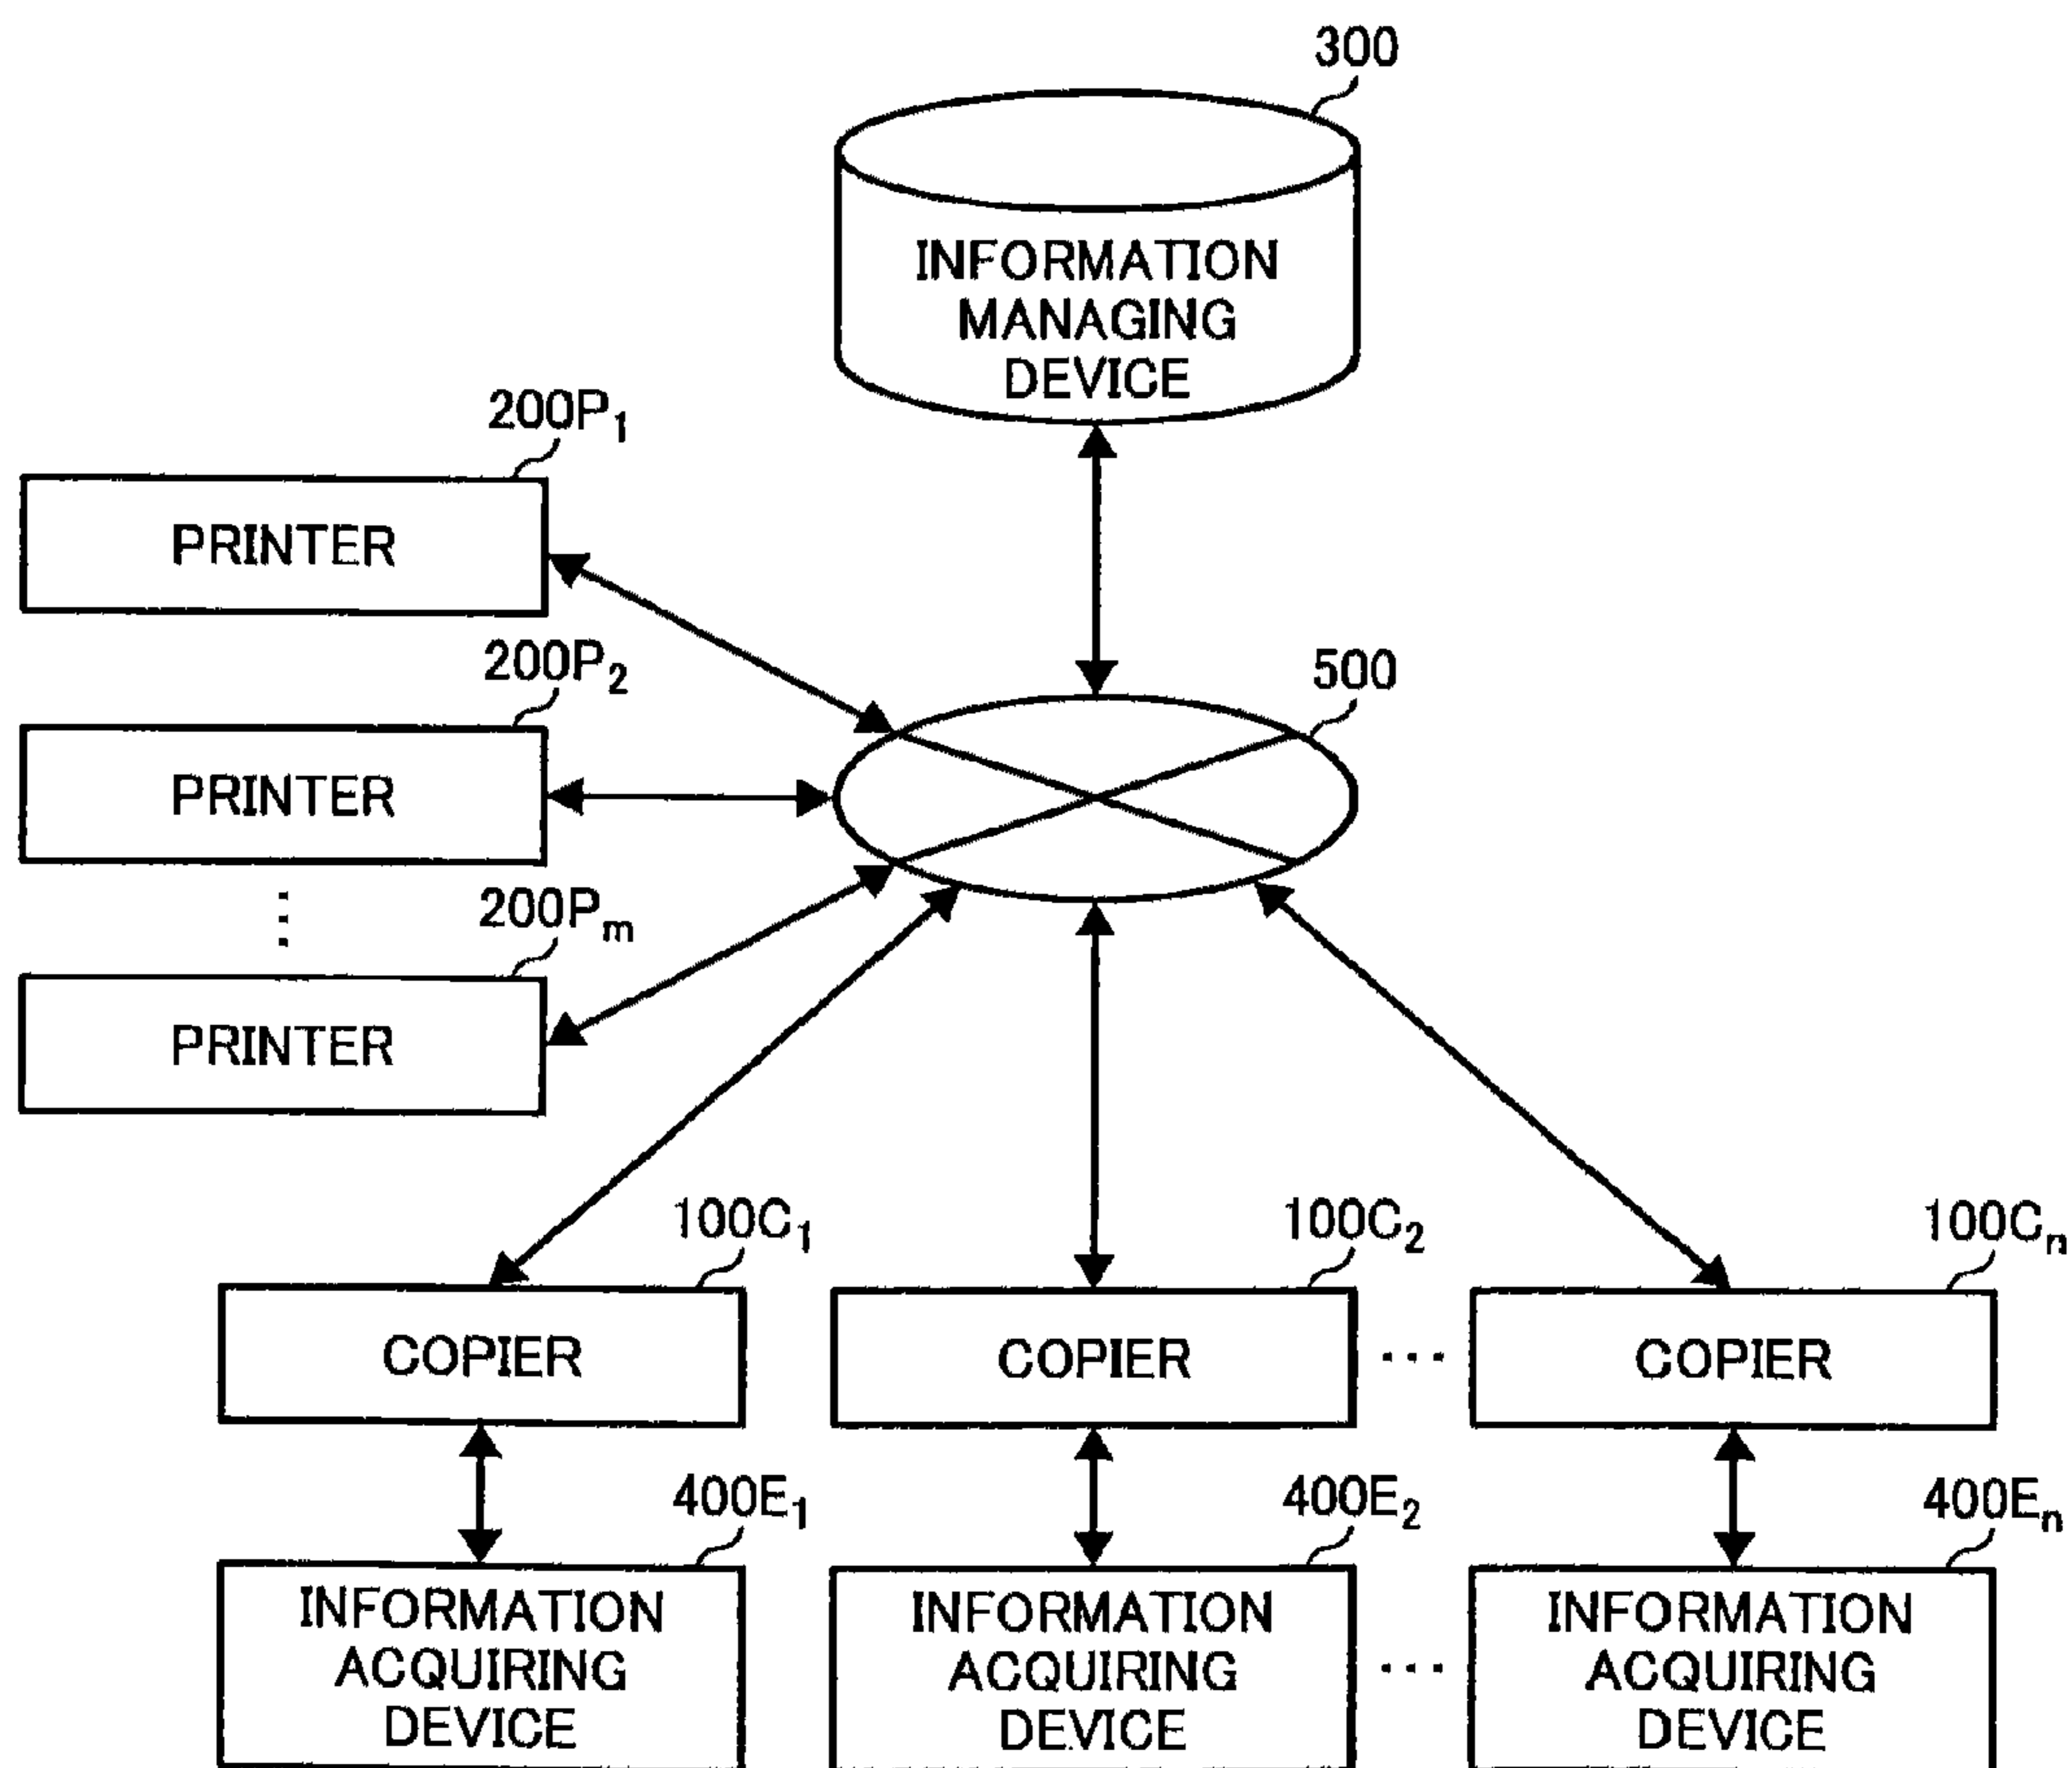 300
INFORMATION
MANAGING
DEVICE
200P1
PRINTER
200P2
500
PRINTER
⋮
200Pm
PRINTER
100C1
100C2
100Cn
COPIER
COPIER
...
COPIER
400E1
400E2
400En
INFORMATION
ACQUIRING
DEVICE
INFORMATION
ACQUIRING
DEVICE
...
INFORMATION
ACQUIRING
DEVICE